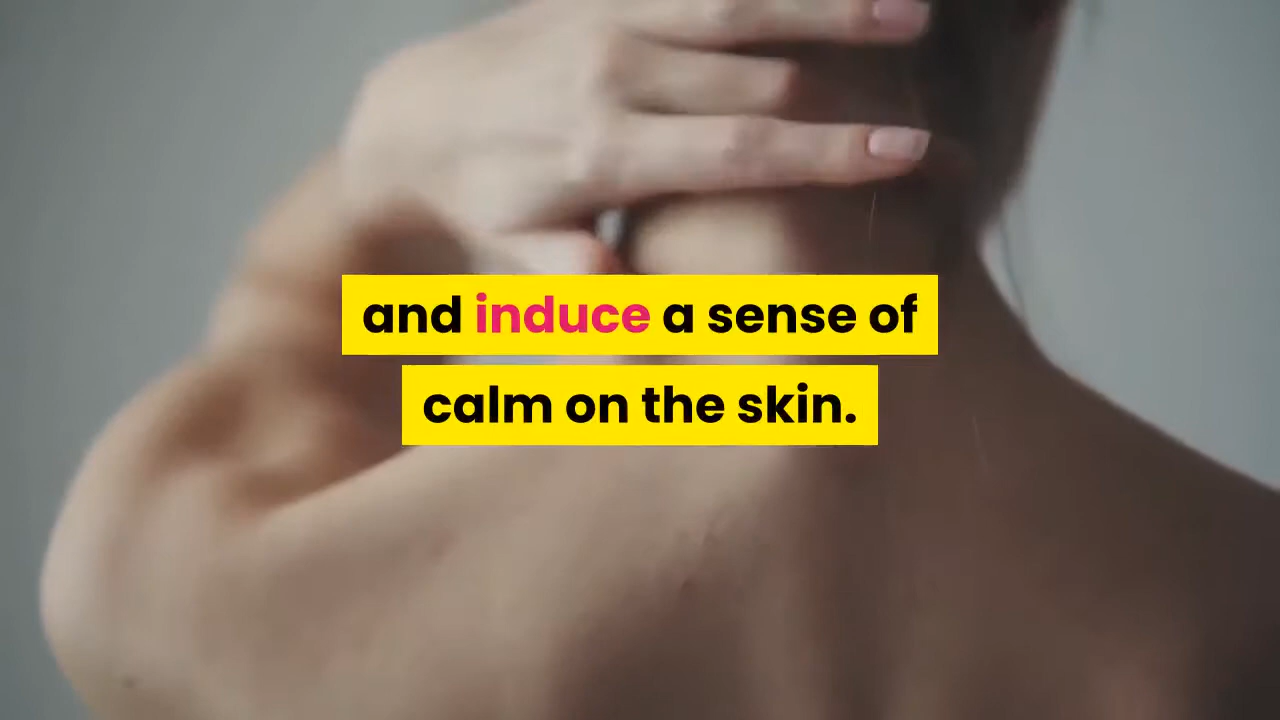 and induce a sense of
calm on the skin.